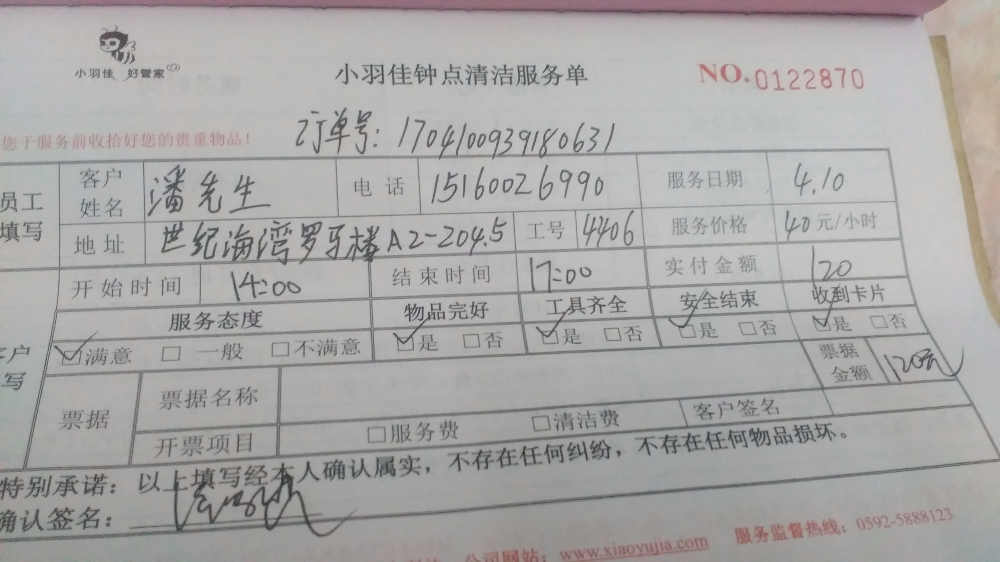 小羽佳 好管家
小羽佳钟点清洁服务单
NO.0122870
您于服务前收拾好您的贵重物品！
订单号：1704100939180631
员工填写
客户姓名 潘先生 电话 15160026990 服务日期 4.10
地址 世纪海湾罗马楼A2-204.5 工号 4406 服务价格 40元/小时
开始时间 14:00 结束时间 17:00 实付金额 120
客户 写
服务态度 物品完好 工具齐全 安全结束 收到卡片
☑满意 □一般 □不满意 ☑是 □否 ☑是 □否 ☑是 □否 ☑是 □否
票据 票据名称 票据金额 120元
开票项目 □服务费 □清洁费 客户签名
特别承诺：以上填写经本人确认属实，不存在任何纠纷，不存在任何物品损坏。
确认签名：
公司网站：www.xiaoyujia.com 服务监督热线：0592-5888123